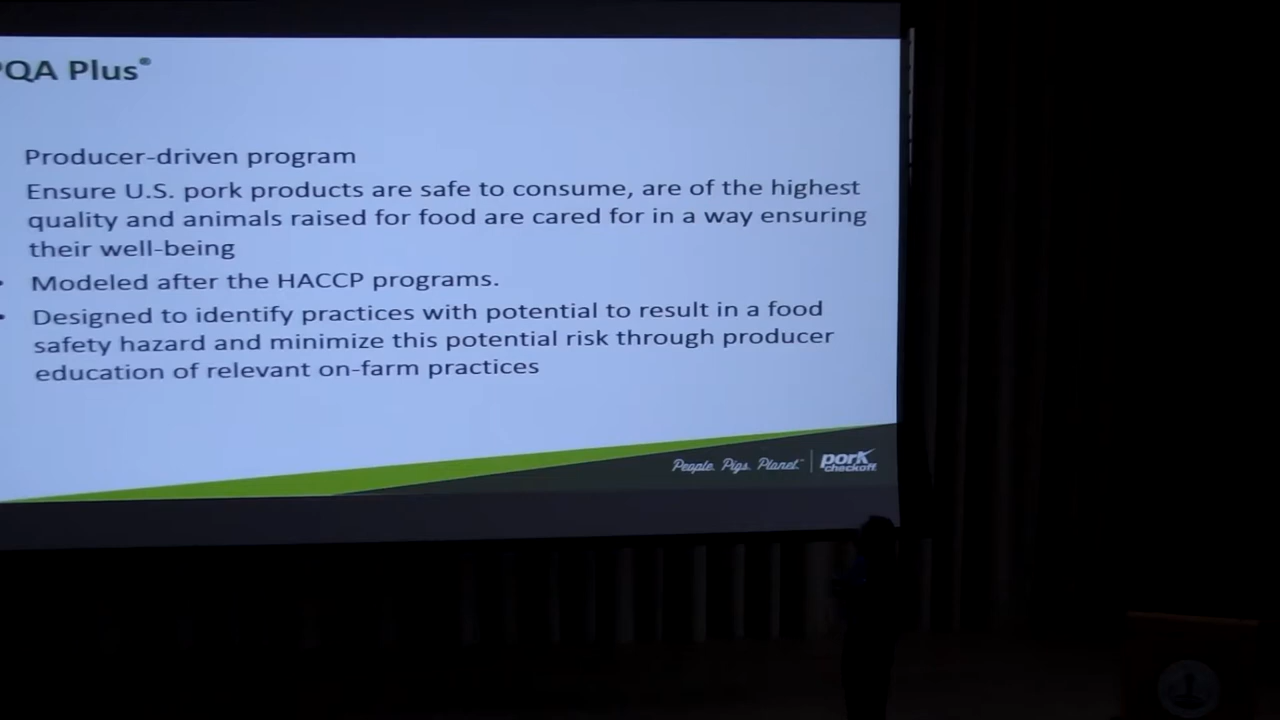 PQA Plus®
Producer-driven program
Ensure U.S. pork products are safe to consume, are of the highest
quality and animals raised for food are cared for in a way ensuring
their well-being
• Modeled after the HACCP programs.
• Designed to identify practices with potential to result in a food
safety hazard and minimize this potential risk through producer
education of relevant on-farm practices
People. Pigs. Planet.™ | pork
checkoff